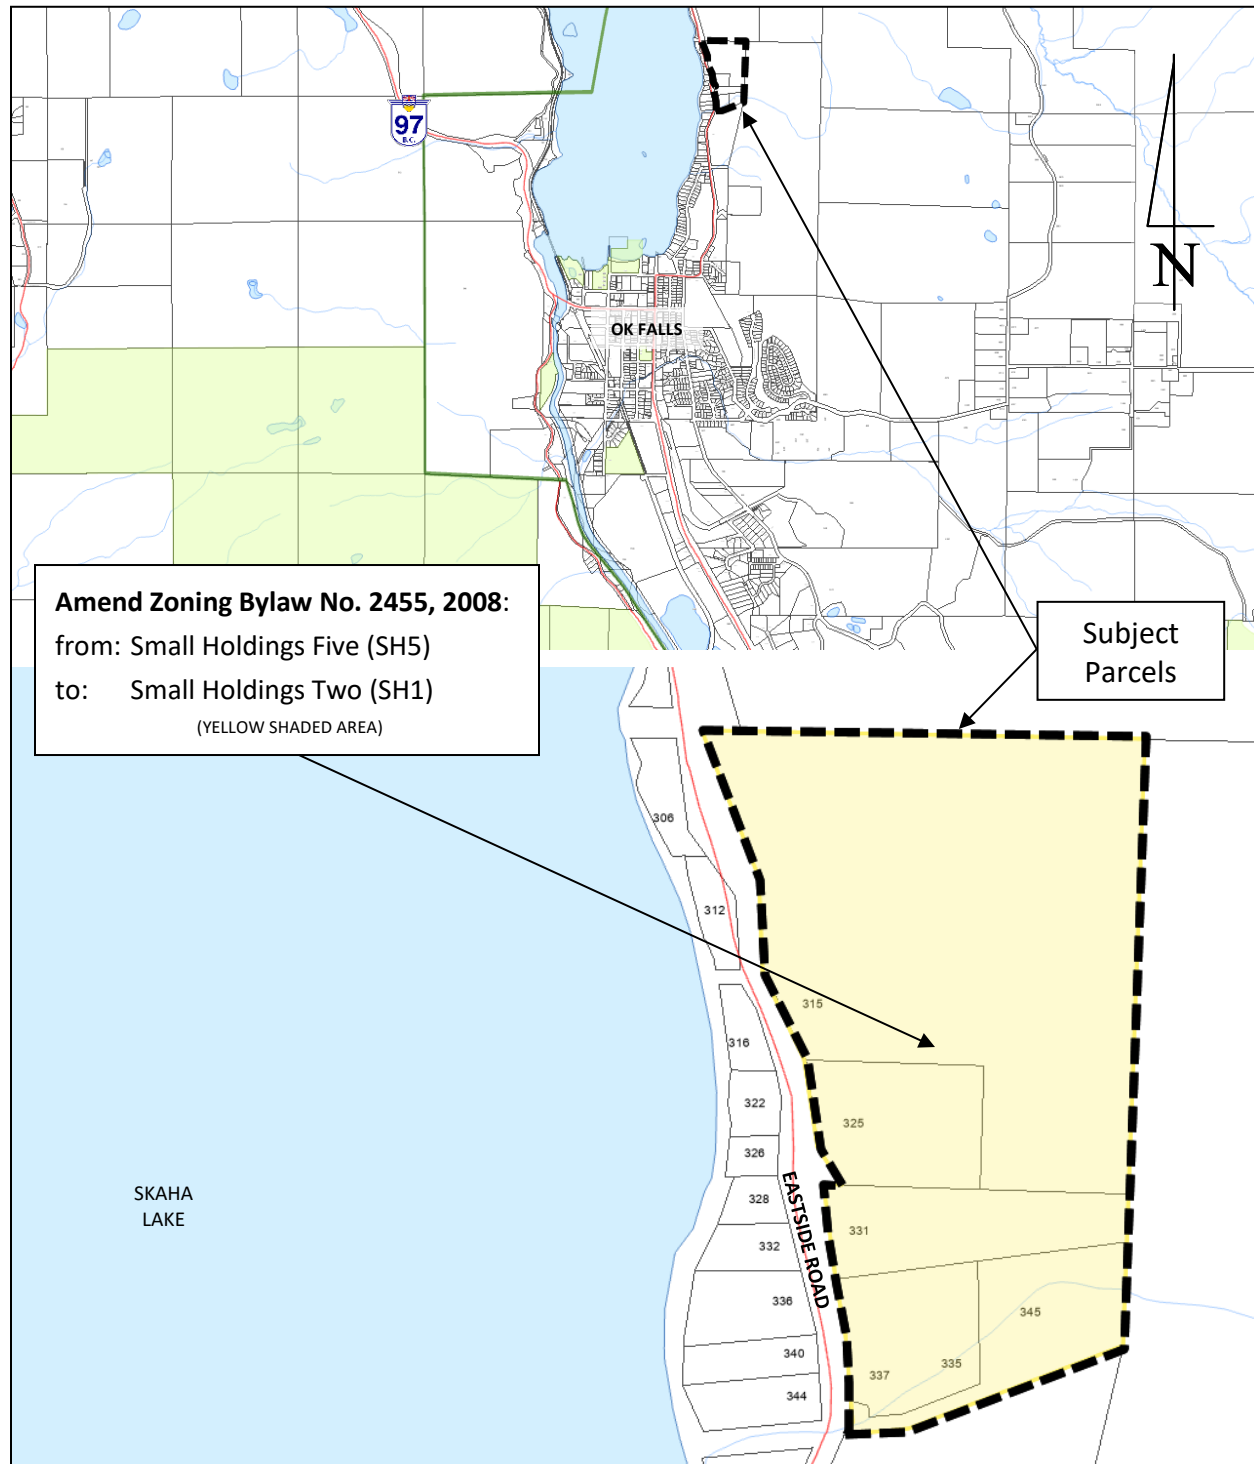 97
B.C.
OK FALLS
N
Amend Zoning Bylaw No. 2455, 2008:
from: Small Holdings Five (SH5)
to: Small Holdings Two (SH1)
(YELLOW SHADED AREA)
Subject
Parcels
306
312
315
316
322
325
326
328
331
332
336
345
340
335
337
344
EASTSIDE ROAD
SKAHA
LAKE